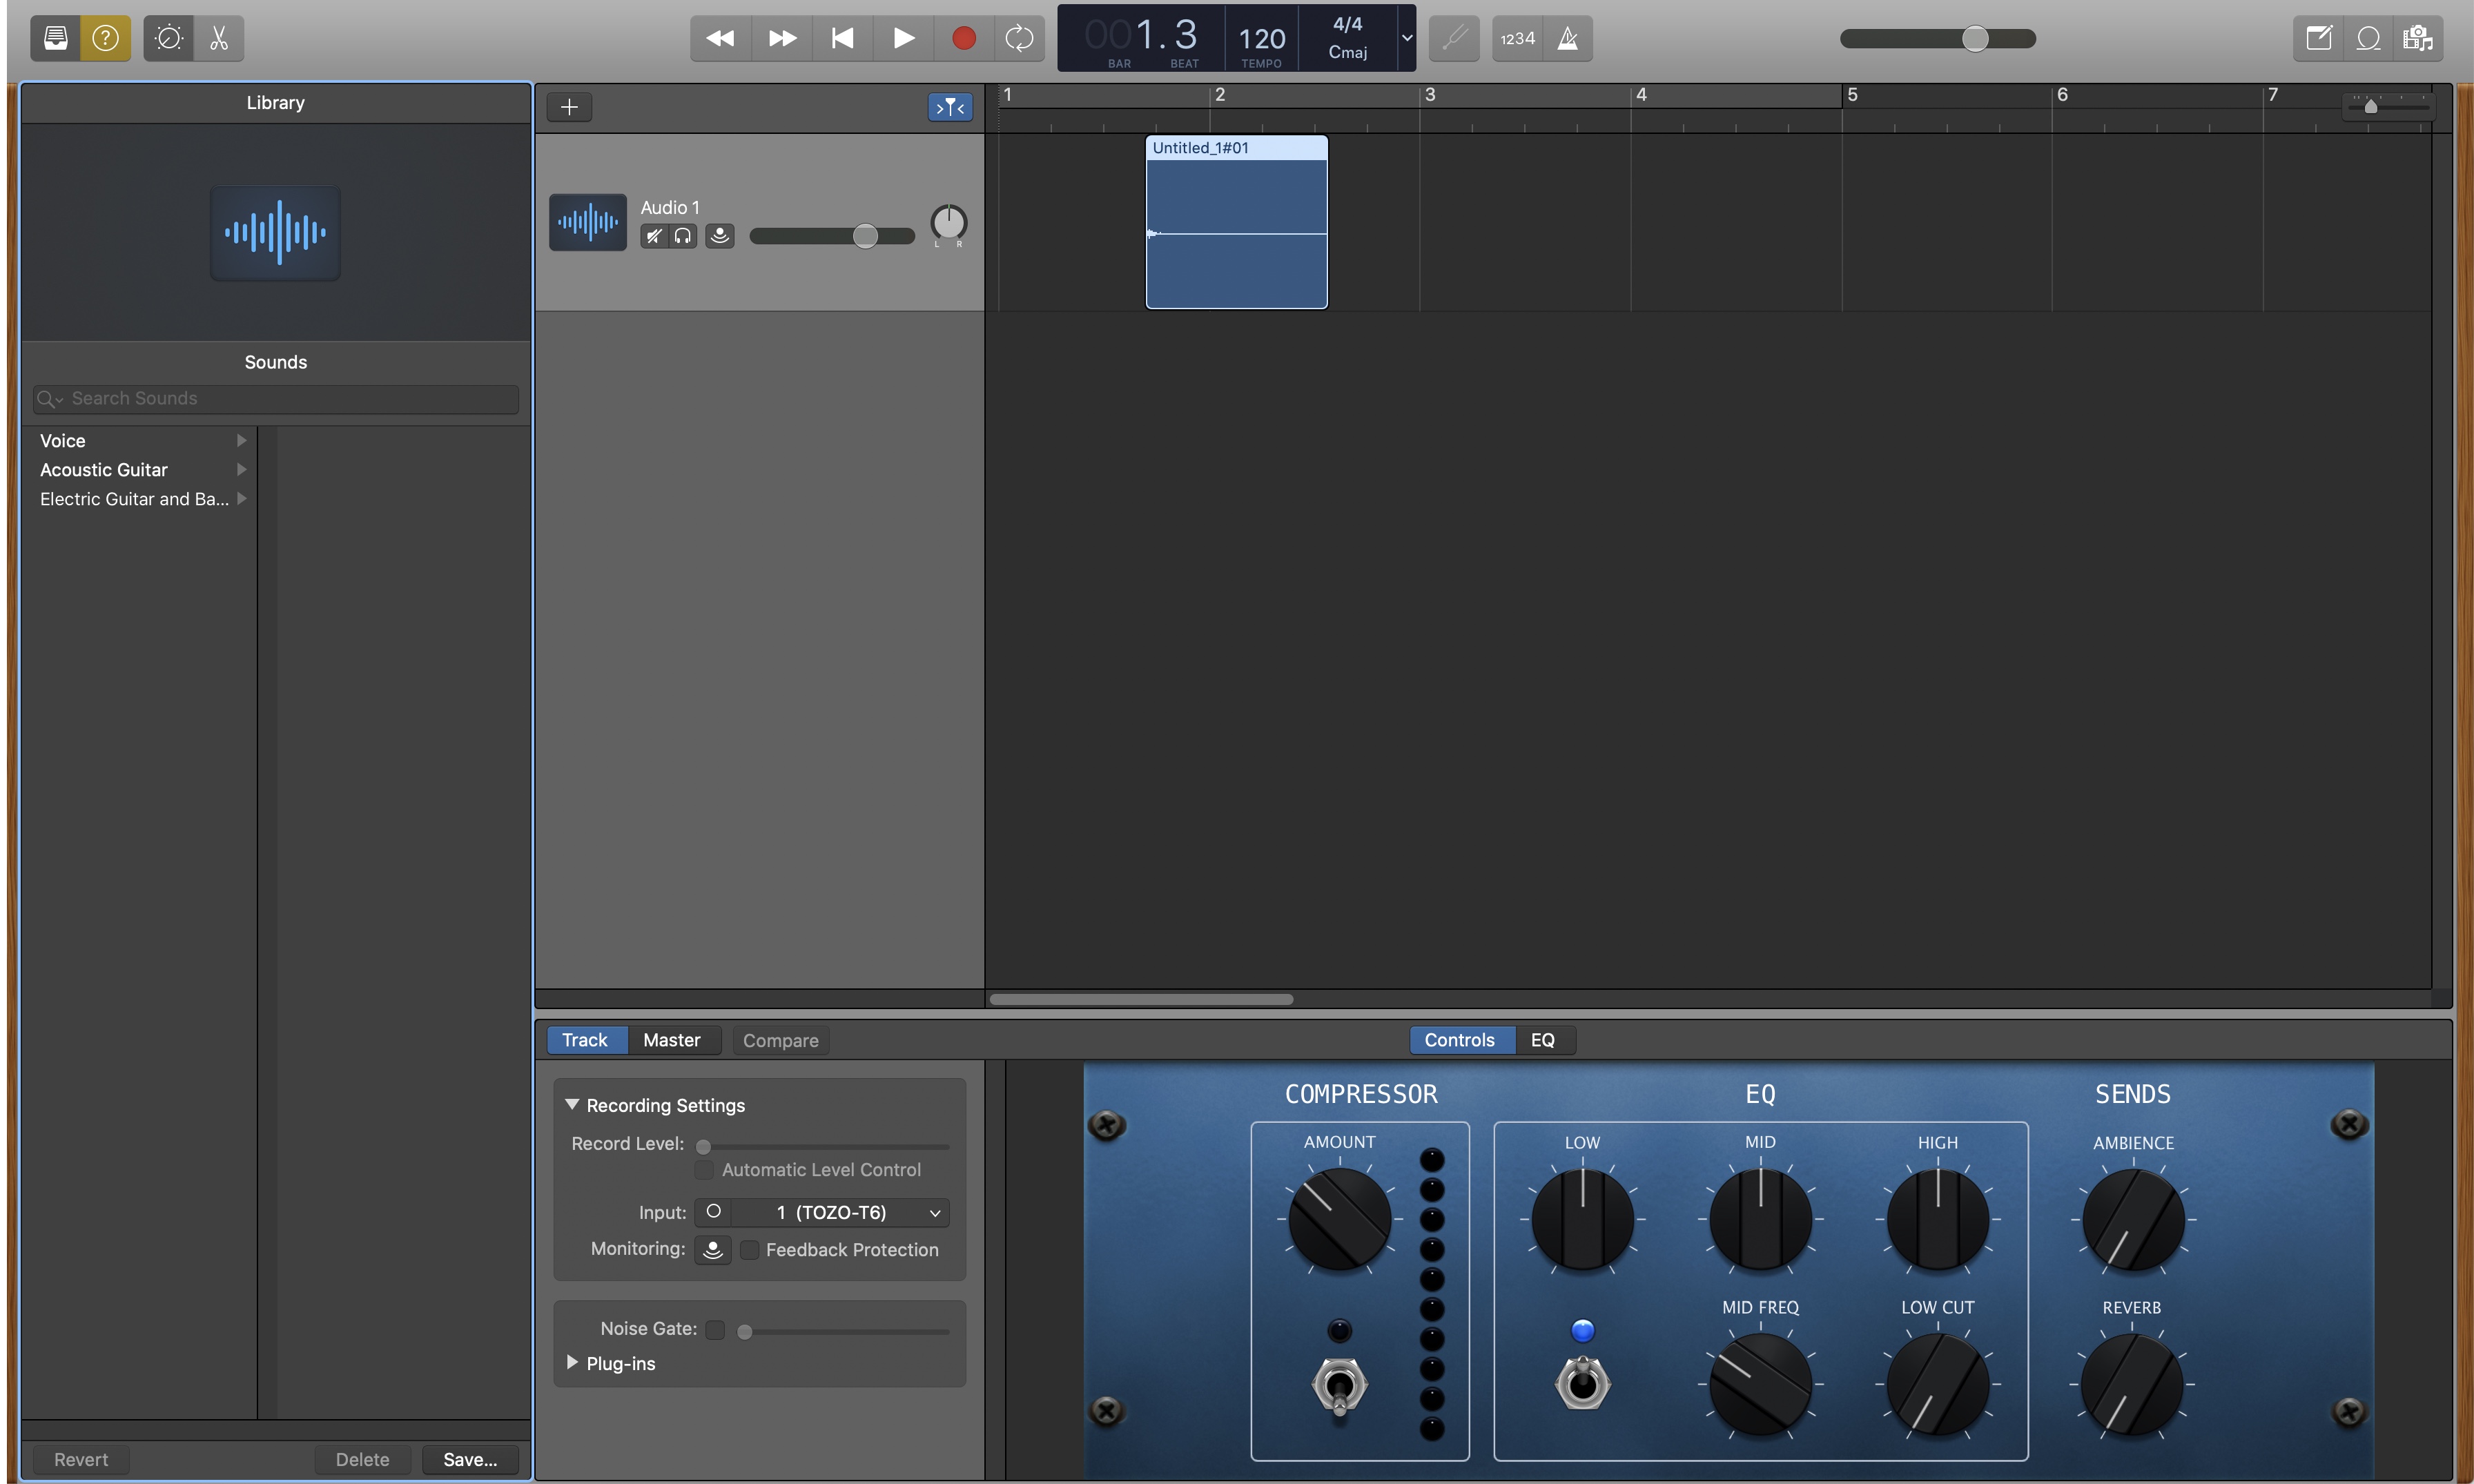 ?
001.3
BAR BEAT
120
TEMPO
4/4
Cmaj
1234
Library
Sounds
Search Sounds
Voice
Acoustic Guitar
Electric Guitar and Ba...
Revert
Delete
Save...
1 2 3 4 5 6 7
Untitled_1#01
Audio 1
L R
Track
Master
Compare
Controls
EQ
Recording Settings
Record Level:
Automatic Level Control
Input:
1 (TOZO-T6)
Monitoring:
Feedback Protection
Noise Gate:
Plug-ins
COMPRESSOR
AMOUNT
EQ
LOW
MID
HIGH
MID FREQ
LOW CUT
SENDS
AMBIENCE
REVERB